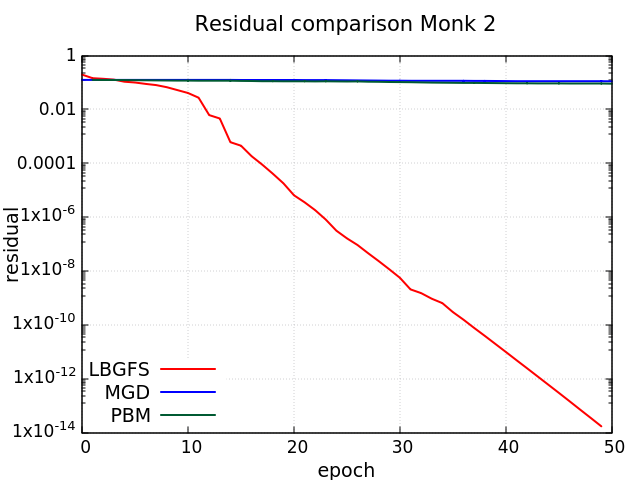 Residual comparison Monk 2
1
0.01
0.0001
1x10-6
1x10-8
1x10-10
1x10-12
1x10-14
residual
LBGFS
MGD
PBM
0 10 20 30 40 50
epoch